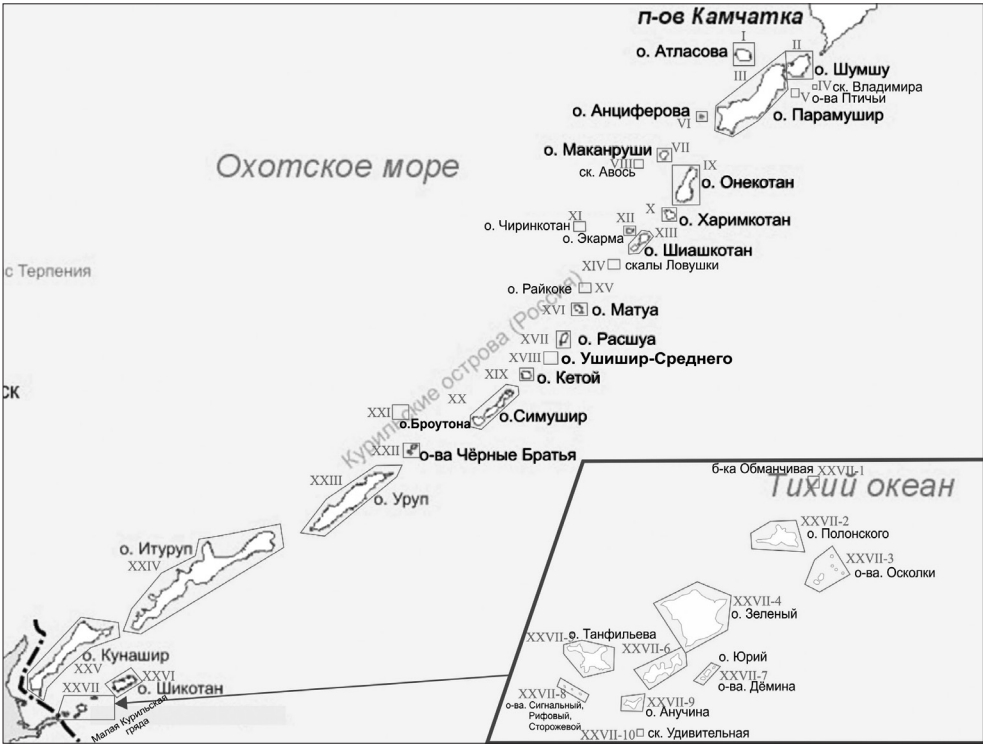 п-ов Камчатка
I
II
о. Атласова
III
о. Шумшу
IV ск. Владимира
V о-ва Птичьи
о. Анциферова
VI
о. Парамушир
о. Маканруши
VII
VIII
ск. Авось
IX
Охотское море
о. Онекотан
X
о. Харимкотан
XI
XII
о. Чиринкотан
XIII
о. Экарма
о. Шиашкотан
XIV
скалы Ловушки
с Терпения
о. Райкоке
XV
XVI
о. Матуа
Курильские острова (Россия)
XVII
о. Расшуа
XVIII
о. Ушишир-Среднего
XIX
о. Кетой
ск
XX
XXI
о.Броутона
о.Симушир
XXII
о-ва Чёрные Братья
XXIII
о. Уруп
о. Итуруп
XXIV
о. Кунашир
XXV
XXVI
о. Шикотан
XXVII
Малая Курильская
гряда
б-ка Обманчивая
XXVII-1
Тихий океан
XXVII-2
о. Полонского
XXVII-3
о-ва. Осколки
XXVII-4
о. Зеленый
XXVII-5
о. Танфильева
XXVII-6
о. Юрий
XXVII-7
о-ва. Дёмина
XXVII-8
о-ва. Сигнальный,
Рифовый,
Сторожевой
XXVII-9
о. Анучина
XXVII-10
ск. Удивительная